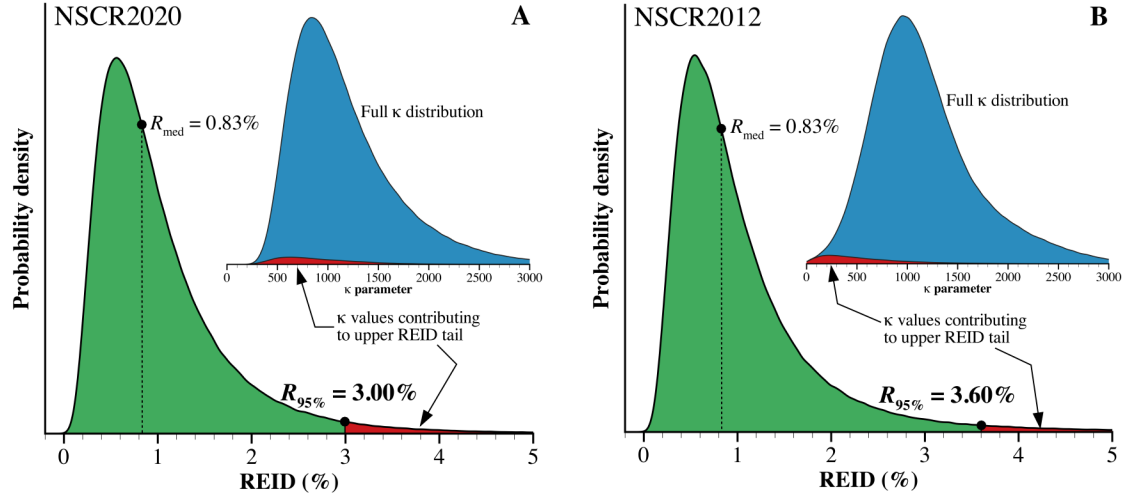 NSCR2020
A
Full κ distribution
R_med = 0.83%
Probability density
0 500 1000 1500 2000 2500 3000
κ parameter
κ values contributing
to upper REID tail
R_95% = 3.00%
0 1 2 3 4 5
REID (%)
NSCR2012
B
Full κ distribution
R_med = 0.83%
Probability density
0 500 1000 1500 2000 2500 3000
κ parameter
κ values contributing
to upper REID tail
R_95% = 3.60%
0 1 2 3 4 5
REID (%)